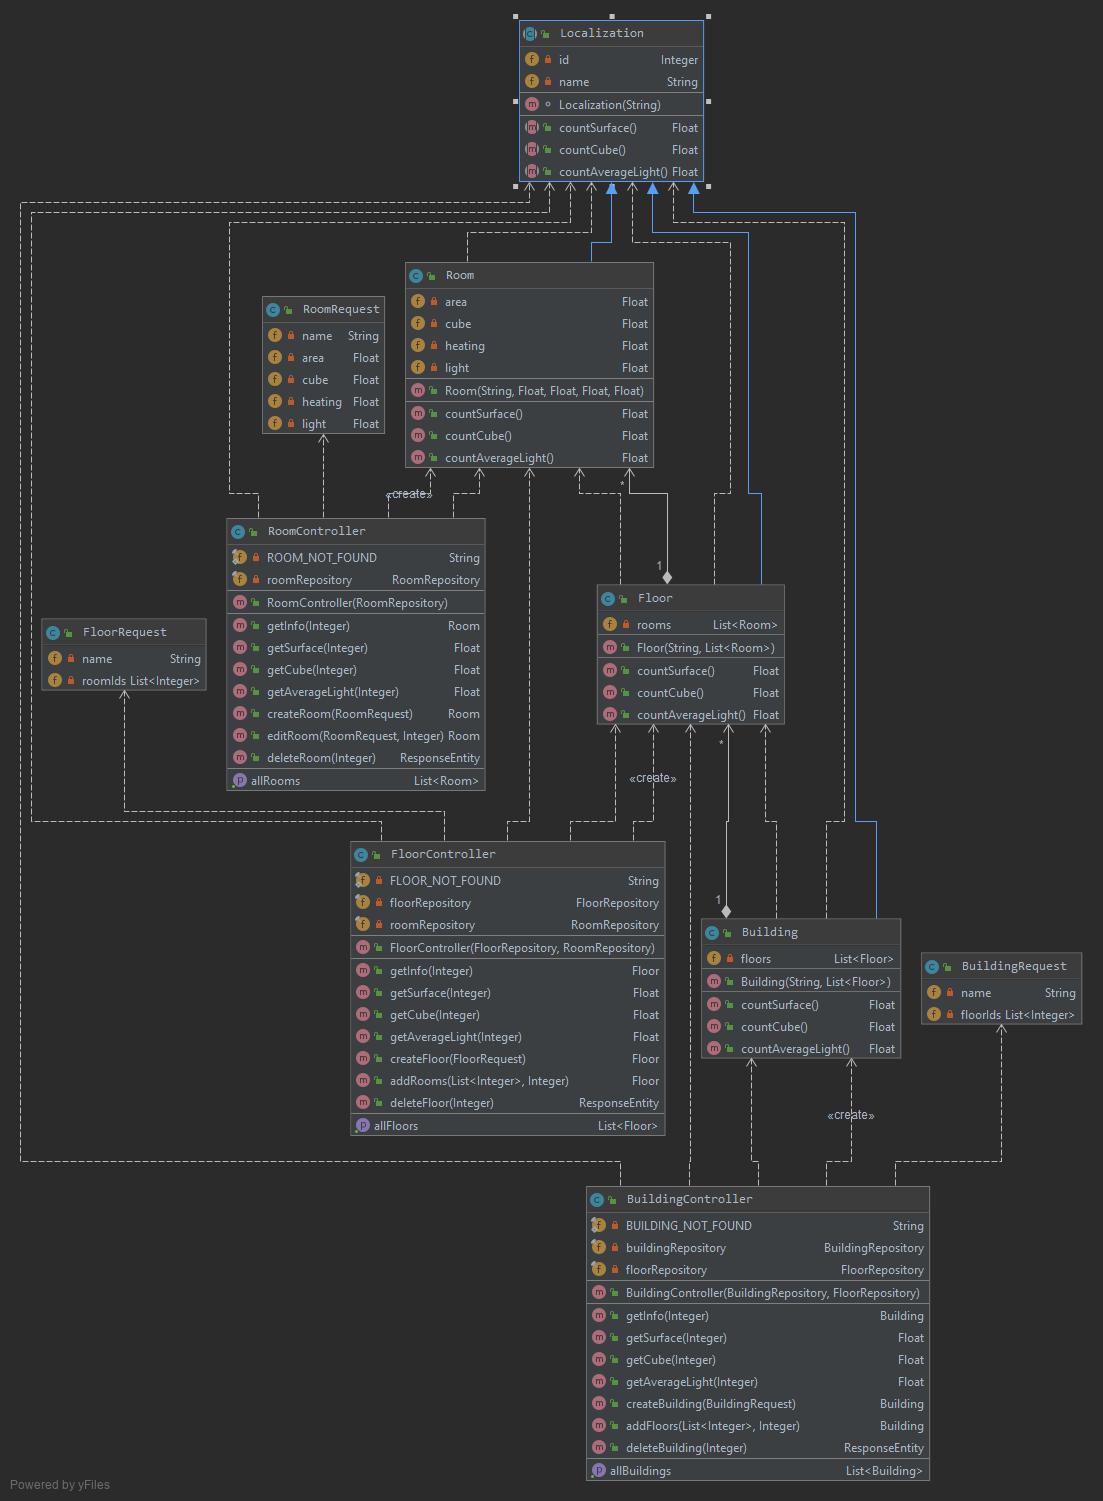 Localization
id Integer
name String
Localization(String)
countSurface() Float
countCube() Float
countAverageLight() Float
Room
area Float
cube Float
heating Float
light Float
Room(String, Float, Float, Float, Float)
countSurface() Float
countCube() Float
countAverageLight() Float
RoomRequest
name String
area Float
cube Float
heating Float
light Float
«create»
*
1
RoomController
ROOM_NOT_FOUND String
roomRepository RoomRepository
RoomController(RoomRepository)
getInfo(Integer) Room
getSurface(Integer) Float
getCube(Integer) Float
getAverageLight(Integer) Float
createRoom(RoomRequest) Room
editRoom(RoomRequest, Integer) Room
deleteRoom(Integer) ResponseEntity
allRooms List<Room>
Floor
rooms List<Room>
Floor(String, List<Room>)
countSurface() Float
countCube() Float
countAverageLight() Float
FloorRequest
name String
roomIds List<Integer>
*
«create»
1
FloorController
FLOOR_NOT_FOUND String
floorRepository FloorRepository
roomRepository RoomRepository
FloorController(FloorRepository, RoomRepository)
getInfo(Integer) Floor
getSurface(Integer) Float
getCube(Integer) Float
getAverageLight(Integer) Float
createFloor(FloorRequest) Floor
addRooms(List<Integer>, Integer) Floor
deleteFloor(Integer) ResponseEntity
allFloors List<Floor>
Building
floors List<Floor>
Building(String, List<Floor>)
countSurface() Float
countCube() Float
countAverageLight() Float
BuildingRequest
name String
floorIds List<Integer>
«create»
BuildingController
BUILDING_NOT_FOUND String
buildingRepository BuildingRepository
floorRepository FloorRepository
BuildingController(BuildingRepository, FloorRepository)
getInfo(Integer) Building
getSurface(Integer) Float
getCube(Integer) Float
getAverageLight(Integer) Float
createBuilding(BuildingRequest) Building
addFloors(List<Integer>, Integer) Building
deleteBuilding(Integer) ResponseEntity
allBuildings List<Building>
Powered by yFiles